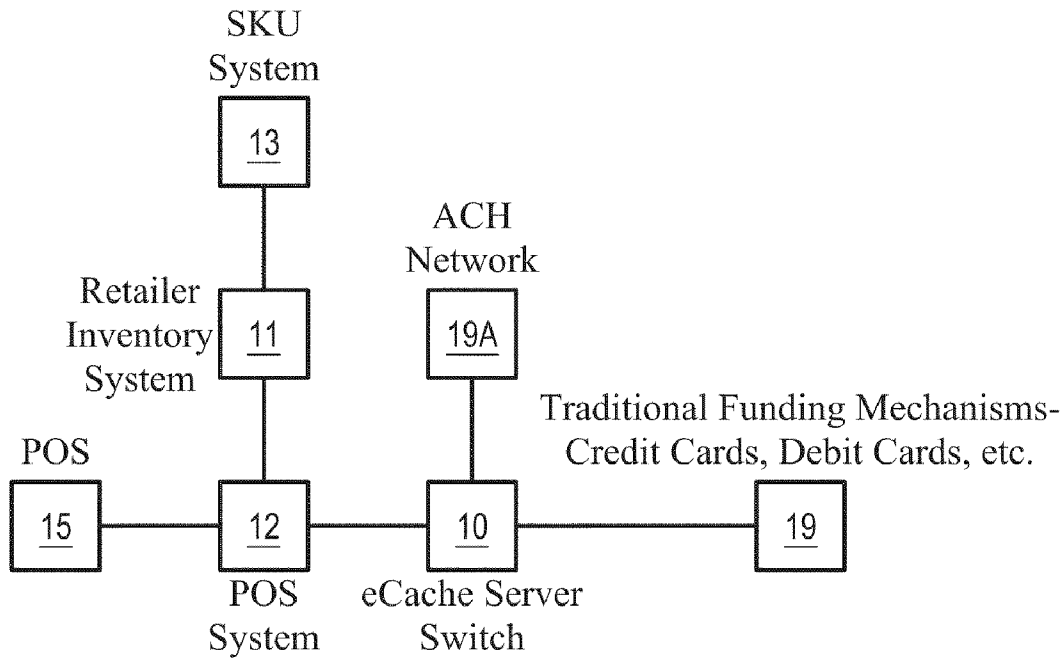 SKU
System
13
ACH
Network
Retailer
Inventory
System
11
19A
Traditional Funding Mechanisms-
Credit Cards, Debit Cards, etc.
POS
15
12
10
19
POS
System
eCache Server
Switch